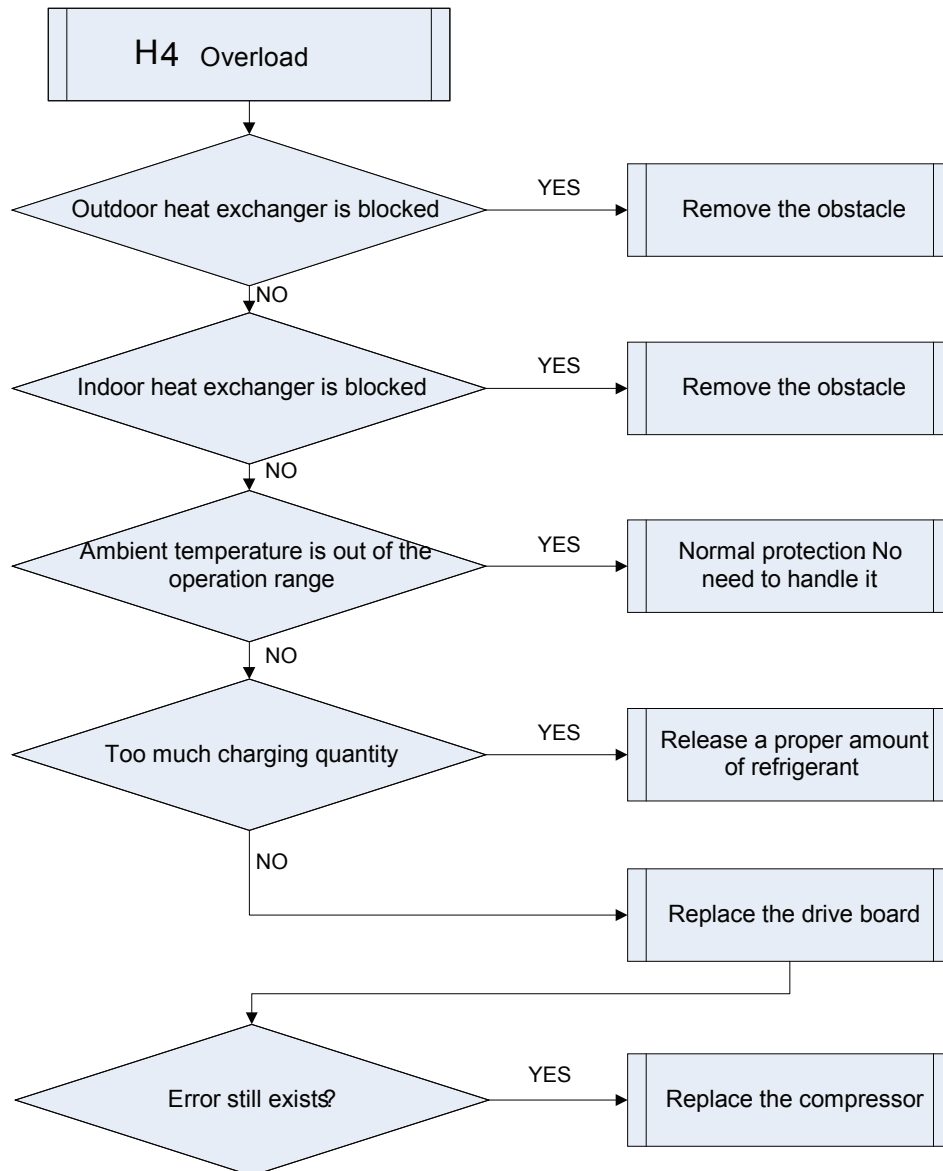 H4 Overload
Outdoor heat exchanger is blocked
YES
Remove the obstacle
NO
Indoor heat exchanger is blocked
YES
Remove the obstacle
NO
Ambient temperature is out of the
operation range
YES
Normal protection No
need to handle it
NO
Too much charging quantity
YES
Release a proper amount
of refrigerant
NO
Replace the drive board
Error still exists?
YES
Replace the compressor